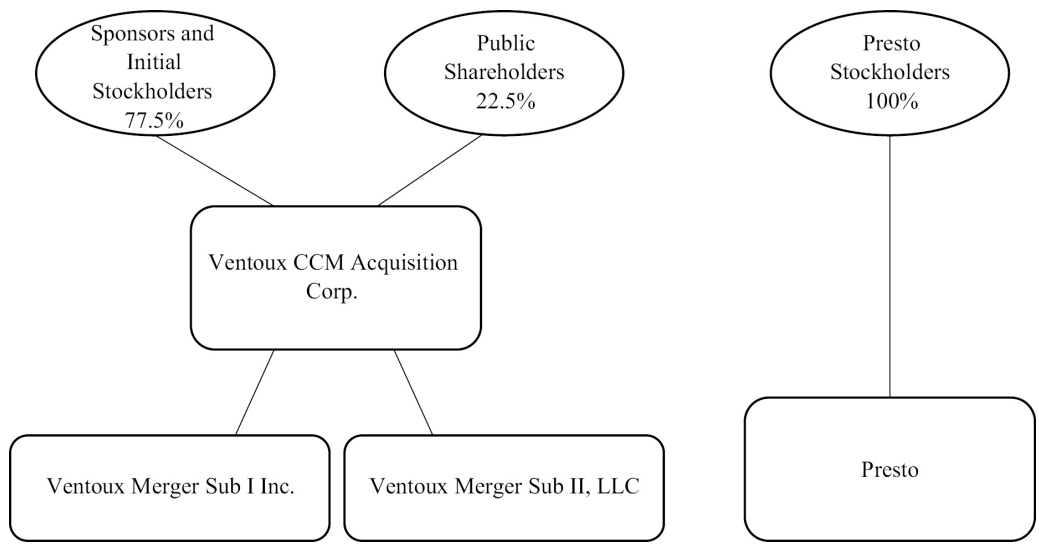 Sponsors and
Initial
Stockholders
77.5%
Public
Shareholders
22.5%
Presto
Stockholders
100%
Ventoux CCM Acquisition
Corp.
Ventoux Merger Sub I Inc.
Ventoux Merger Sub II, LLC
Presto